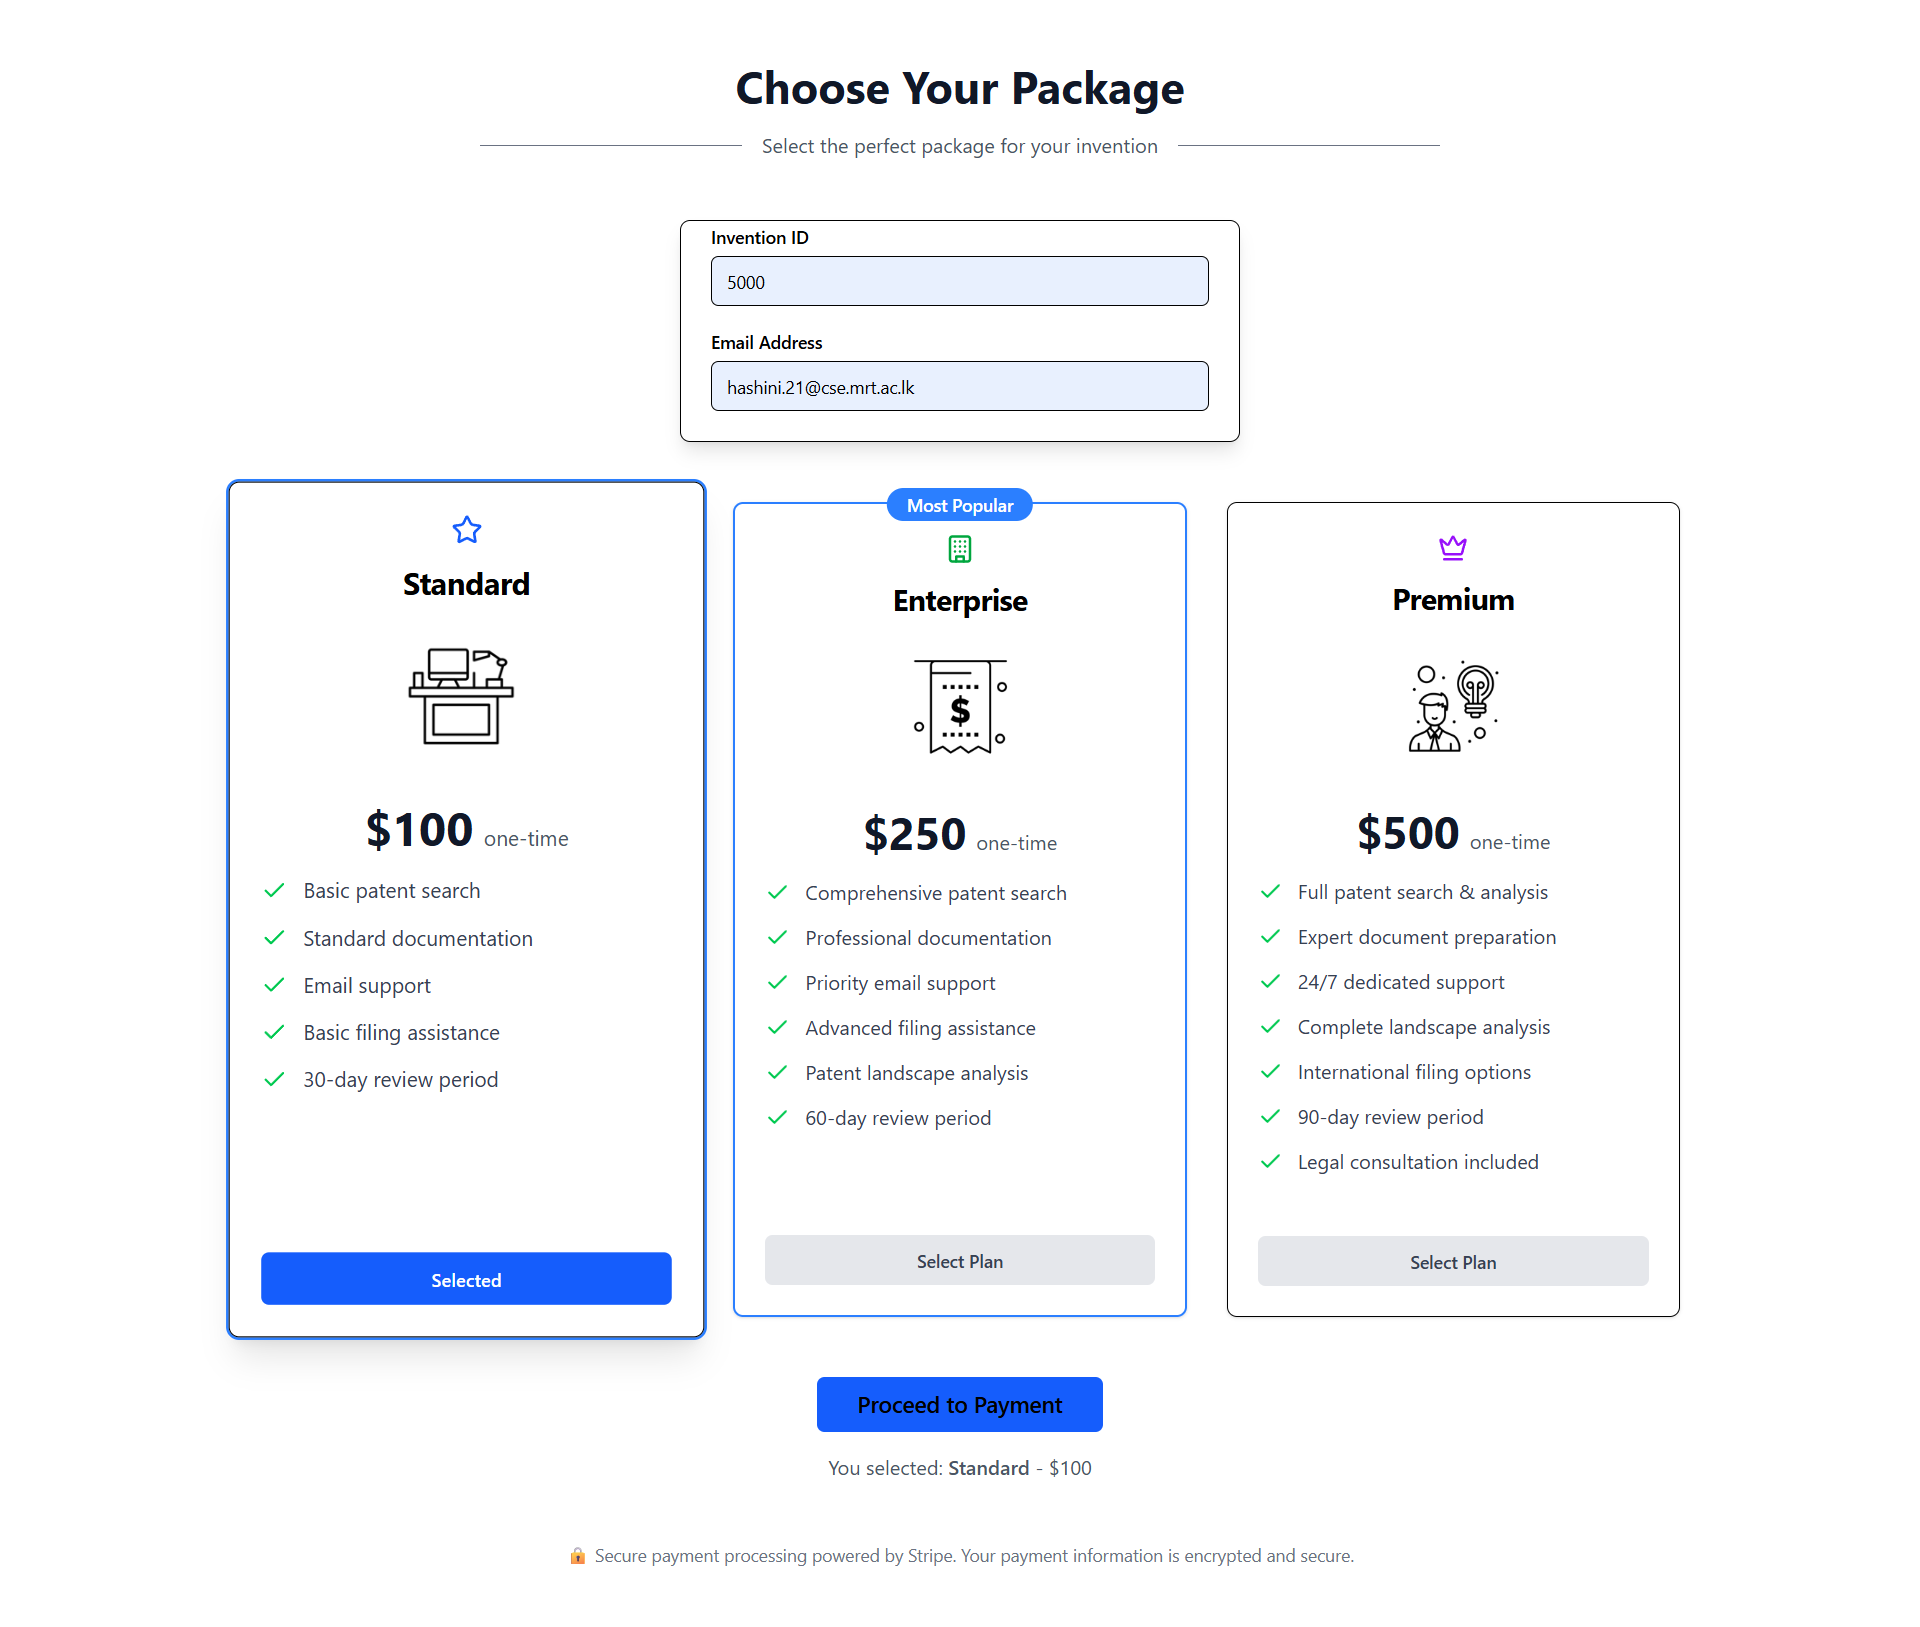 Choose Your Package
Select the perfect package for your invention
Invention ID
5000
Email Address
hashini.21@cse.mrt.ac.lk
Standard
$100 one-time
Basic patent search
Standard documentation
Email support
Basic filing assistance
30-day review period
Selected
Most Popular
Enterprise
$
$250 one-time
Comprehensive patent search
Professional documentation
Priority email support
Advanced filing assistance
Patent landscape analysis
60-day review period
Select Plan
Premium
$500 one-time
Full patent search & analysis
Expert document preparation
24/7 dedicated support
Complete landscape analysis
International filing options
90-day review period
Legal consultation included
Select Plan
Proceed to Payment
You selected: Standard - $100
🔒 Secure payment processing powered by Stripe. Your payment information is encrypted and secure.